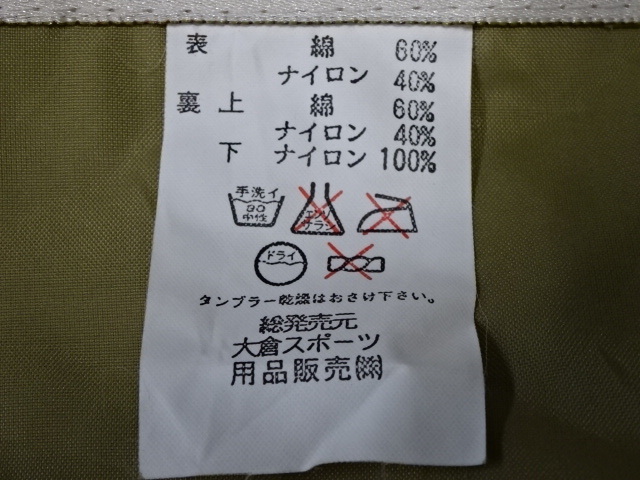 表 綿 60%
ナイロン 40%
裏 上 綿 60%
ナイロン 40%
下 ナイロン 100%
手洗イ
30
中性
エンソ
サラシ
ドライ
タンブラー乾燥はおさけ下さい。
総発売元
大倉スポーツ
用品販売㈱